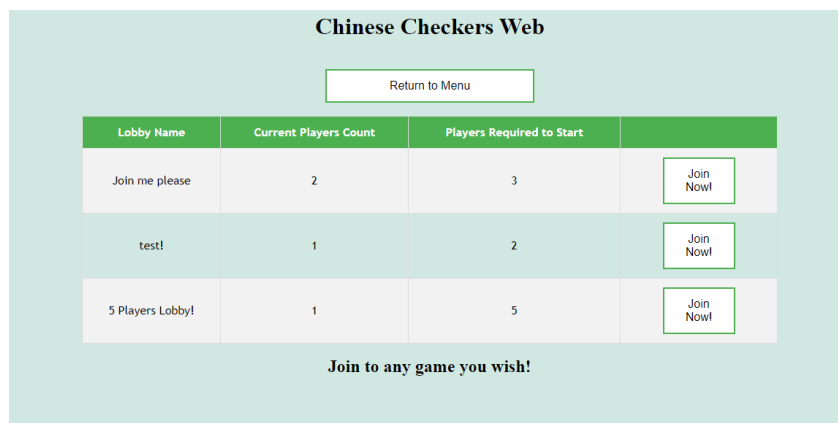 Chinese Checkers Web
Return to Menu
Lobby Name Current Players Count Players Required to Start
Join me please 2 3 Join
Now!
test! 1 2 Join
Now!
5 Players Lobby! 1 5 Join
Now!
Join to any game you wish!